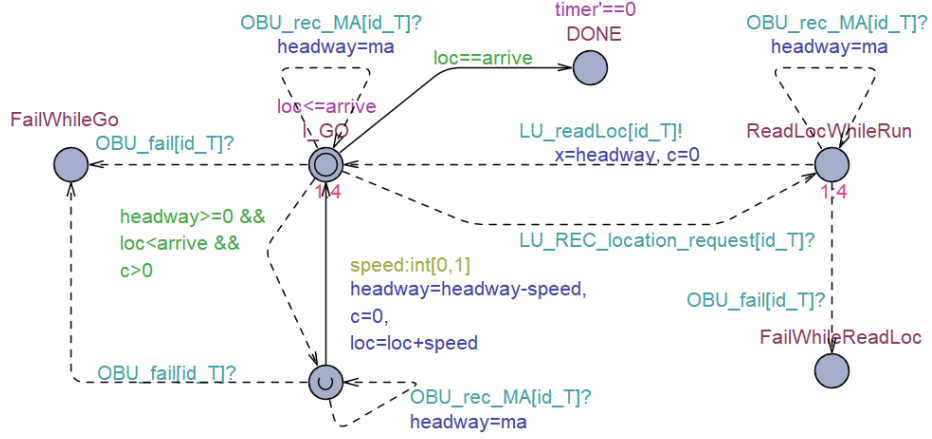 OBU_rec_MA[id_T]?
headway=ma
timer'==0
DONE
OBU_rec_MA[id_T]?
headway=ma
loc==arrive
FailWhileGo
loc<=arrive
I_GO
OBU_fail[id_T]?
LU_readLoc[id_T]!
x=headway, c=0
ReadLocWhileRun
1:4
1:4
headway>=0 &&
loc<arrive &&
c>0
LU_REC_location_request[id_T]?
speed:int[0,1]
headway=headway-speed,
c=0,
loc=loc+speed
OBU_fail[id_T]?
FailWhileReadLoc
OBU_fail[id_T]?
OBU_rec_MA[id_T]?
headway=ma